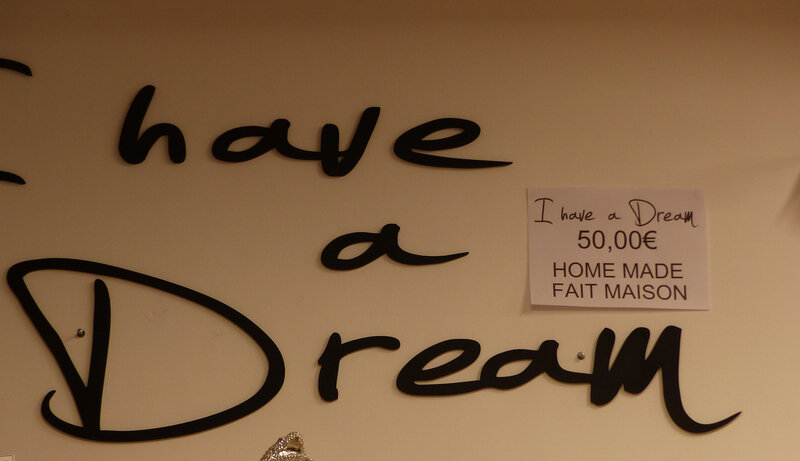 I have
a
Dream
I have a Dream
50,00€
HOME MADE
FAIT MAISON